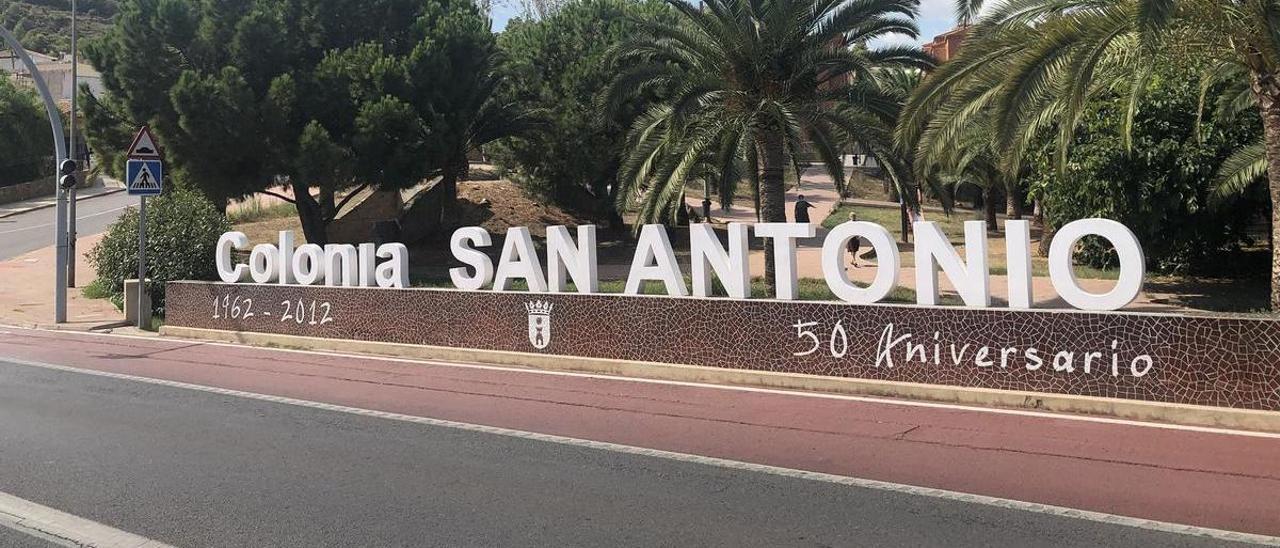 Colonia SAN ANTONIO
1962 - 2012
50 Aniversario